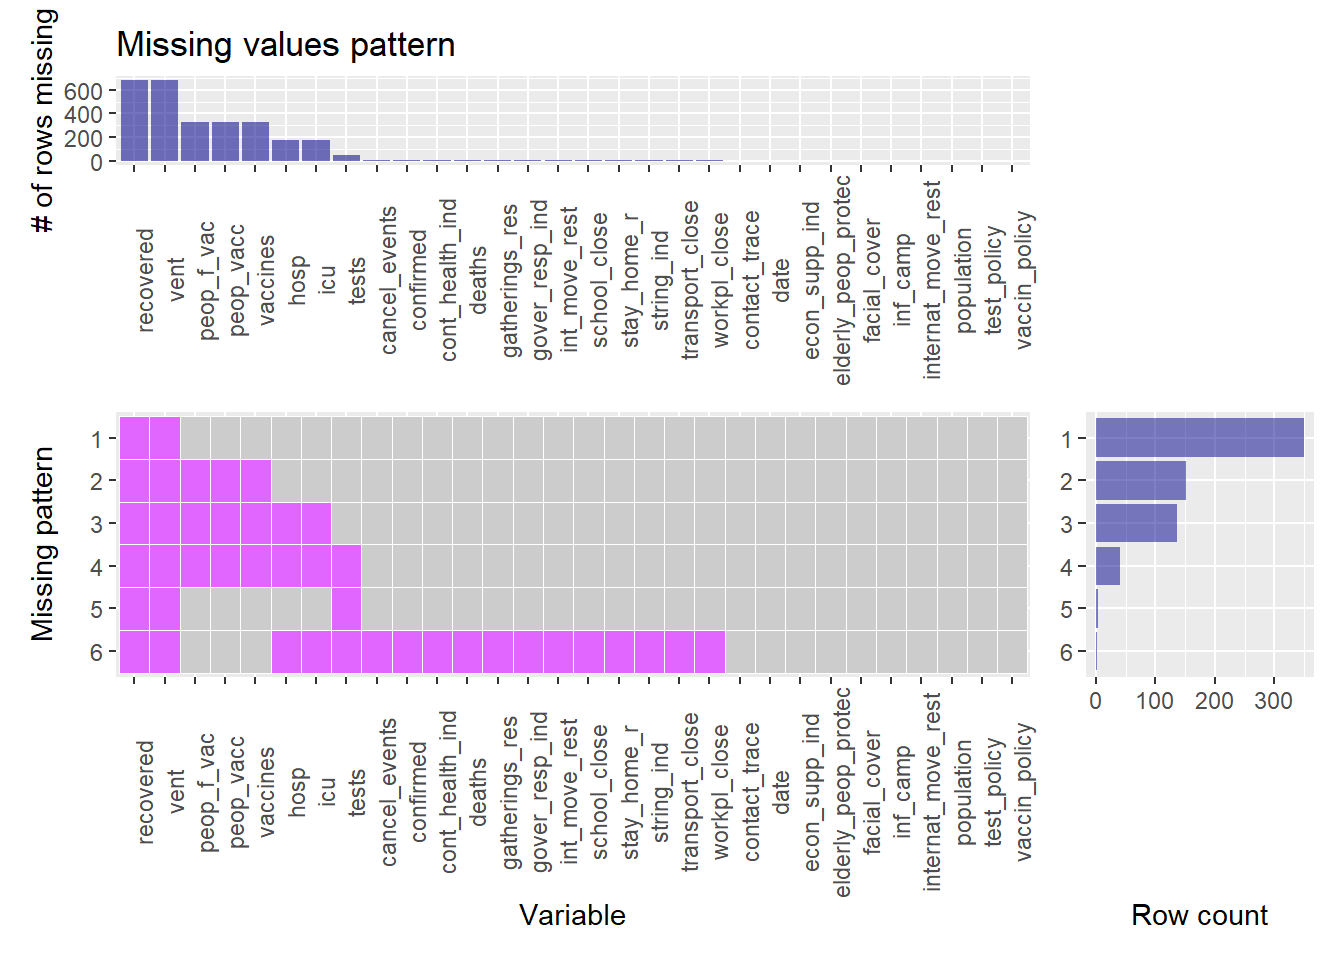 Missing values pattern
# of rows missing
600
400
200
0
recovered
vent
peop_f_vac
peop_vacc
vaccines
hosp
icu
tests
cancel_events
confirmed
cont_health_ind
deaths
gatherings_res
gover_resp_ind
int_move_rest
school_close
stay_home_r
string_ind
transport_close
workpl_close
contact_trace
date
econ_supp_ind
elderly_peop_protec
facial_cover
inf_camp
internat_move_rest
population
test_policy
vaccin_policy
Missing pattern
1
2
3
4
5
6
recovered
vent
peop_f_vac
peop_vacc
vaccines
hosp
icu
tests
cancel_events
confirmed
cont_health_ind
deaths
gatherings_res
gover_resp_ind
int_move_rest
school_close
stay_home_r
string_ind
transport_close
workpl_close
contact_trace
date
econ_supp_ind
elderly_peop_protec
facial_cover
inf_camp
internat_move_rest
population
test_policy
vaccin_policy
Variable
1
2
3
4
5
6
0 100 200 300
Row count